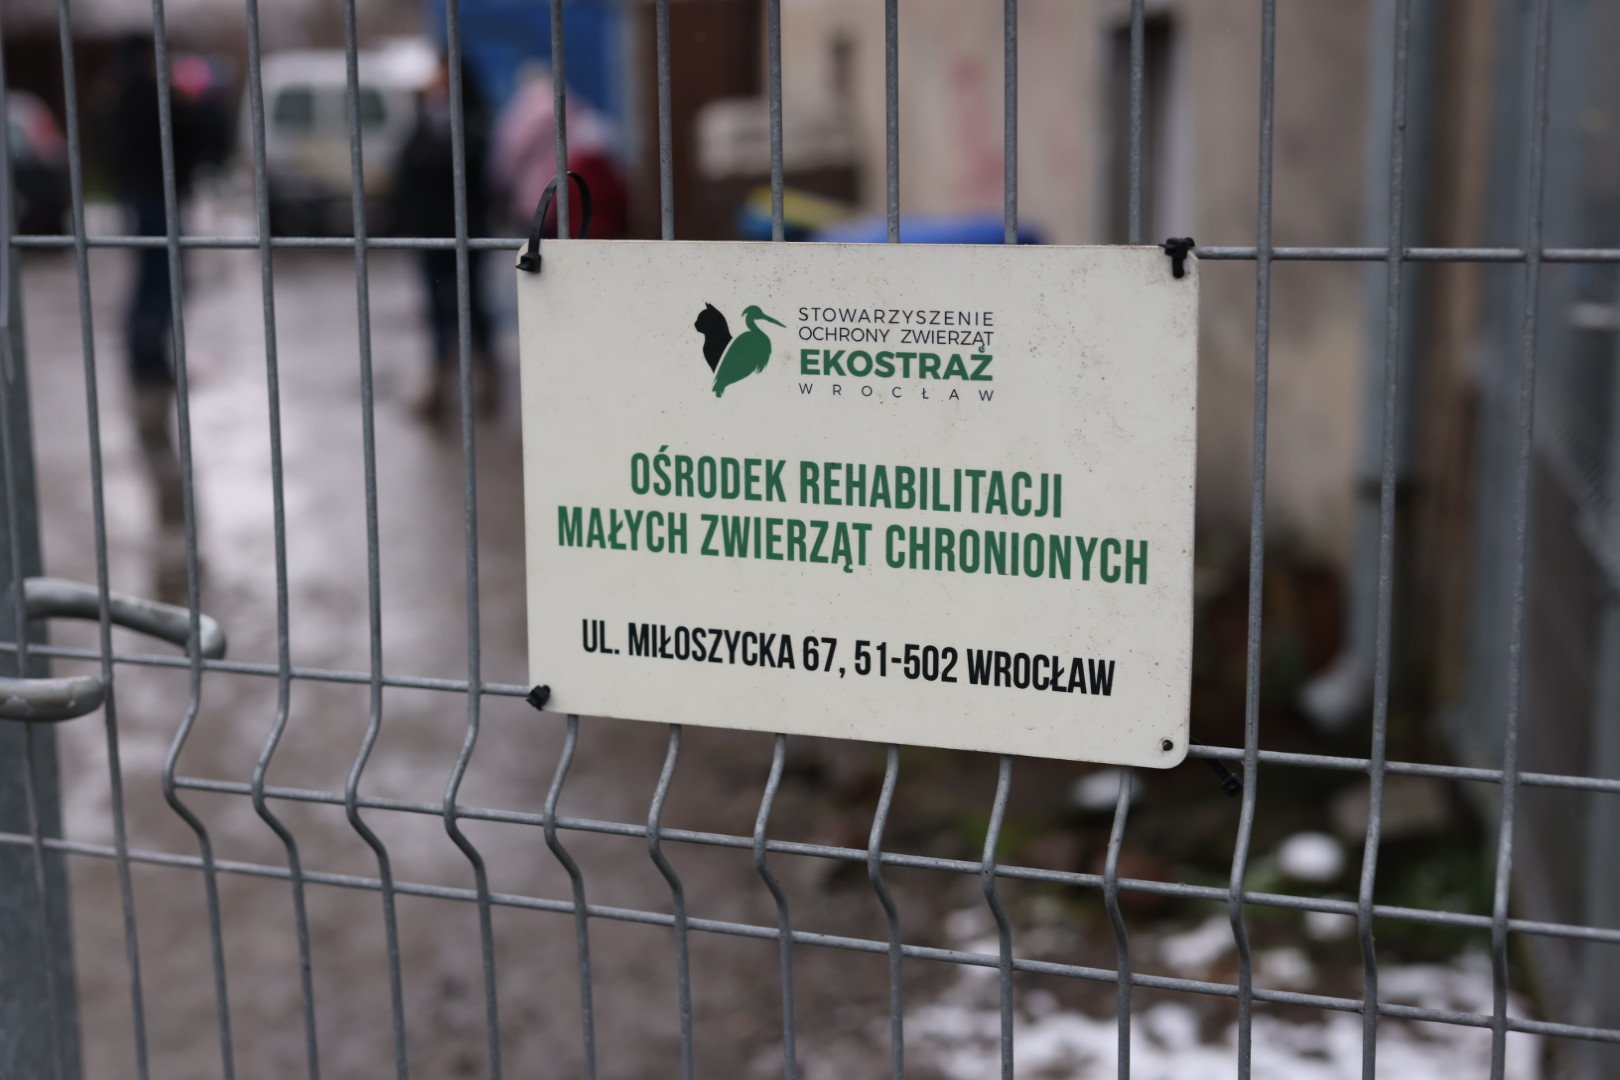 STOWARZYSZENIE
OCHRONY ZWIERZĄT
EKOSTRAŻ
WROCŁAW
OŚRODEK REHABILITACJI
MAŁYCH ZWIERZĄT CHRONIONYCH
UL. MIŁOSZYCKA 67, 51-502 WROCŁAW